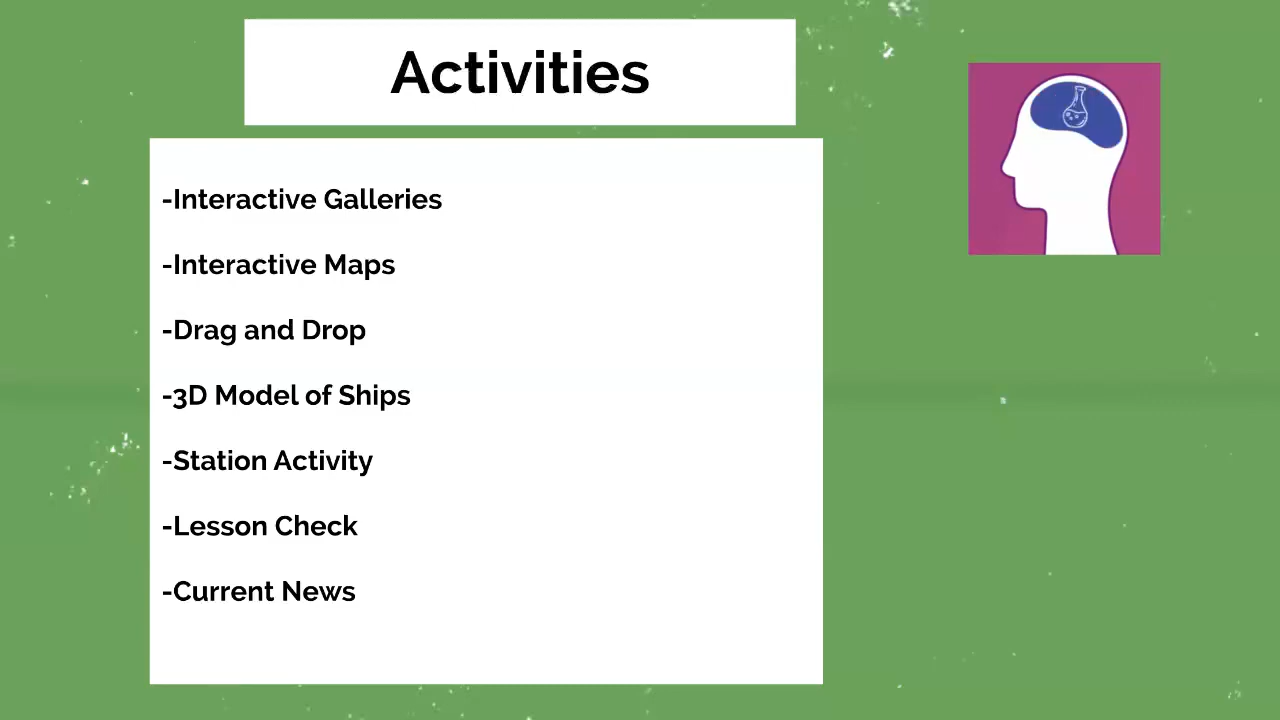 Activities
-Interactive Galleries
-Interactive Maps
-Drag and Drop
-3D Model of Ships
-Station Activity
-Lesson Check
-Current News